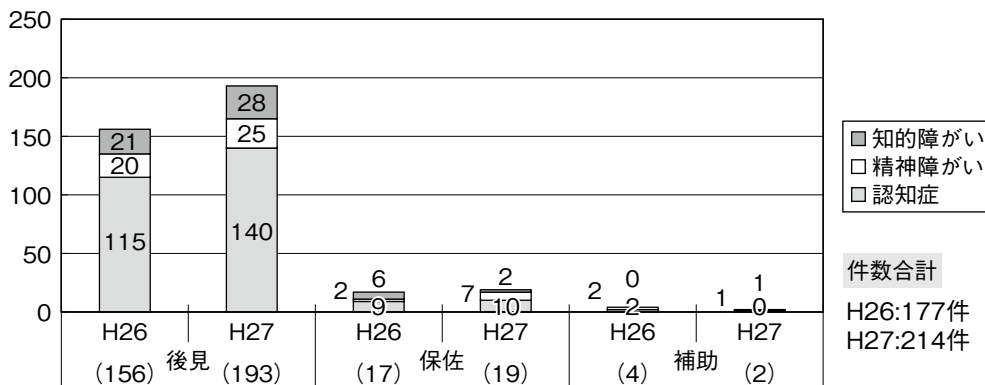 250
200
150
100
50
0
21
20
115
28
25
140
6
2
9
2
7
10
0
2
2
1
1
0
H26
H27
H26
H27
H26
H27
後見
保佐
補助
(156)
(193)
(17)
(19)
(4)
(2)
知的障がい
精神障がい
認知症
件数合計
H26:177件
H27:214件